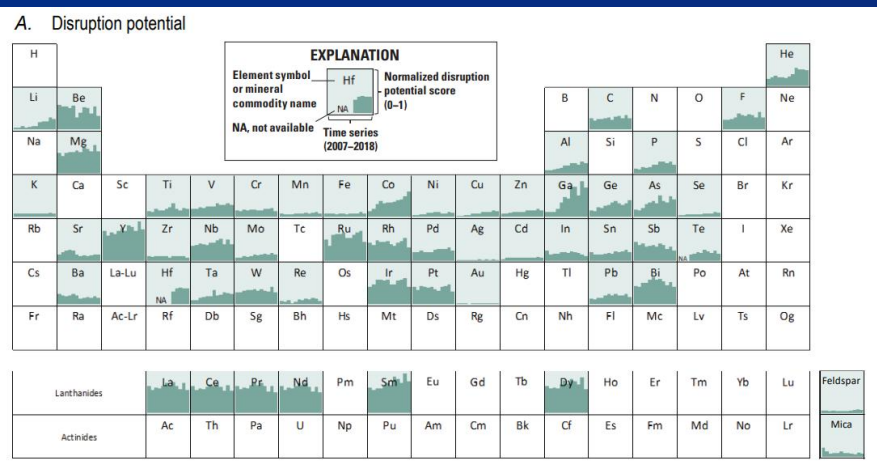 A. Disruption potential
EXPLANATION
Element symbol
or mineral
commodity name
NA, not available
Hf
NA
Normalized disruption
potential score
(0–1)
Time series
(2007–2018)
H He
Li Be B C N O F Ne
Na Mg Al Si P S Cl Ar
K Ca Sc Ti V Cr Mn Fe Co Ni Cu Zn Ga Ge As Se Br Kr
Rb Sr Y Zr Nb Mo Tc Ru Rh Pd Ag Cd In Sn Sb Te I Xe
NA
Cs Ba La-Lu Hf Ta W Re Os Ir Pt Au Hg Tl Pb Bi Po At Rn
NA
Fr Ra Ac-Lr Rf Db Sg Bh Hs Mt Ds Rg Cn Nh Fl Mc Lv Ts Og
Lanthanides La Ce Pr Nd Pm Sm Eu Gd Tb Dy Ho Er Tm Yb Lu Feldspar
Actinides Ac Th Pa U Np Pu Am Cm Bk Cf Es Fm Md No Lr Mica